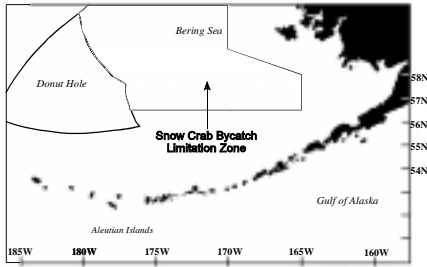 Bering Sea
Donut Hole
58N
57N
56N
55N
54N
Snow Crab Bycatch
Limitation Zone
Gulf of Alaska
Aleutian Islands
185W 180W 175W 170W 165W 160W